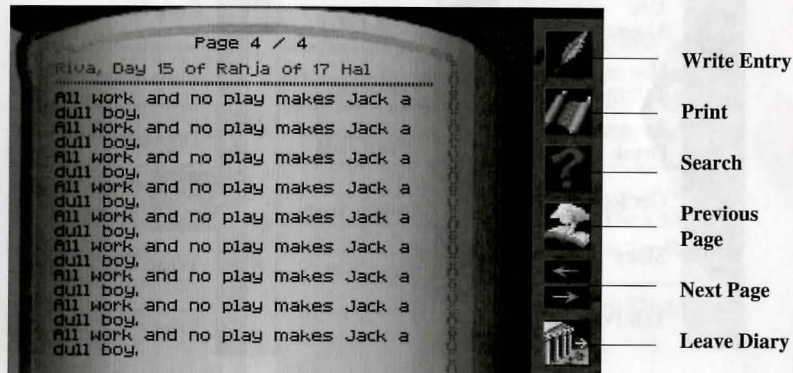 Page 4 / 4
Riva, Day 15 of Rahja of 17 Hal
All work and no play makes Jack a
dull boy.
All work and no play makes Jack a
dull boy.
All work and no play makes Jack a
dull boy.
All work and no play makes Jack a
dull boy.
All work and no play makes Jack a
dull boy.
All work and no play makes Jack a
dull boy.
All work and no play makes Jack a
dull boy.
All work and no play makes Jack a
dull boy.
All work and no play makes Jack a
dull boy.
Write Entry
Print
Search
Previous
Page
Next Page
Leave Diary